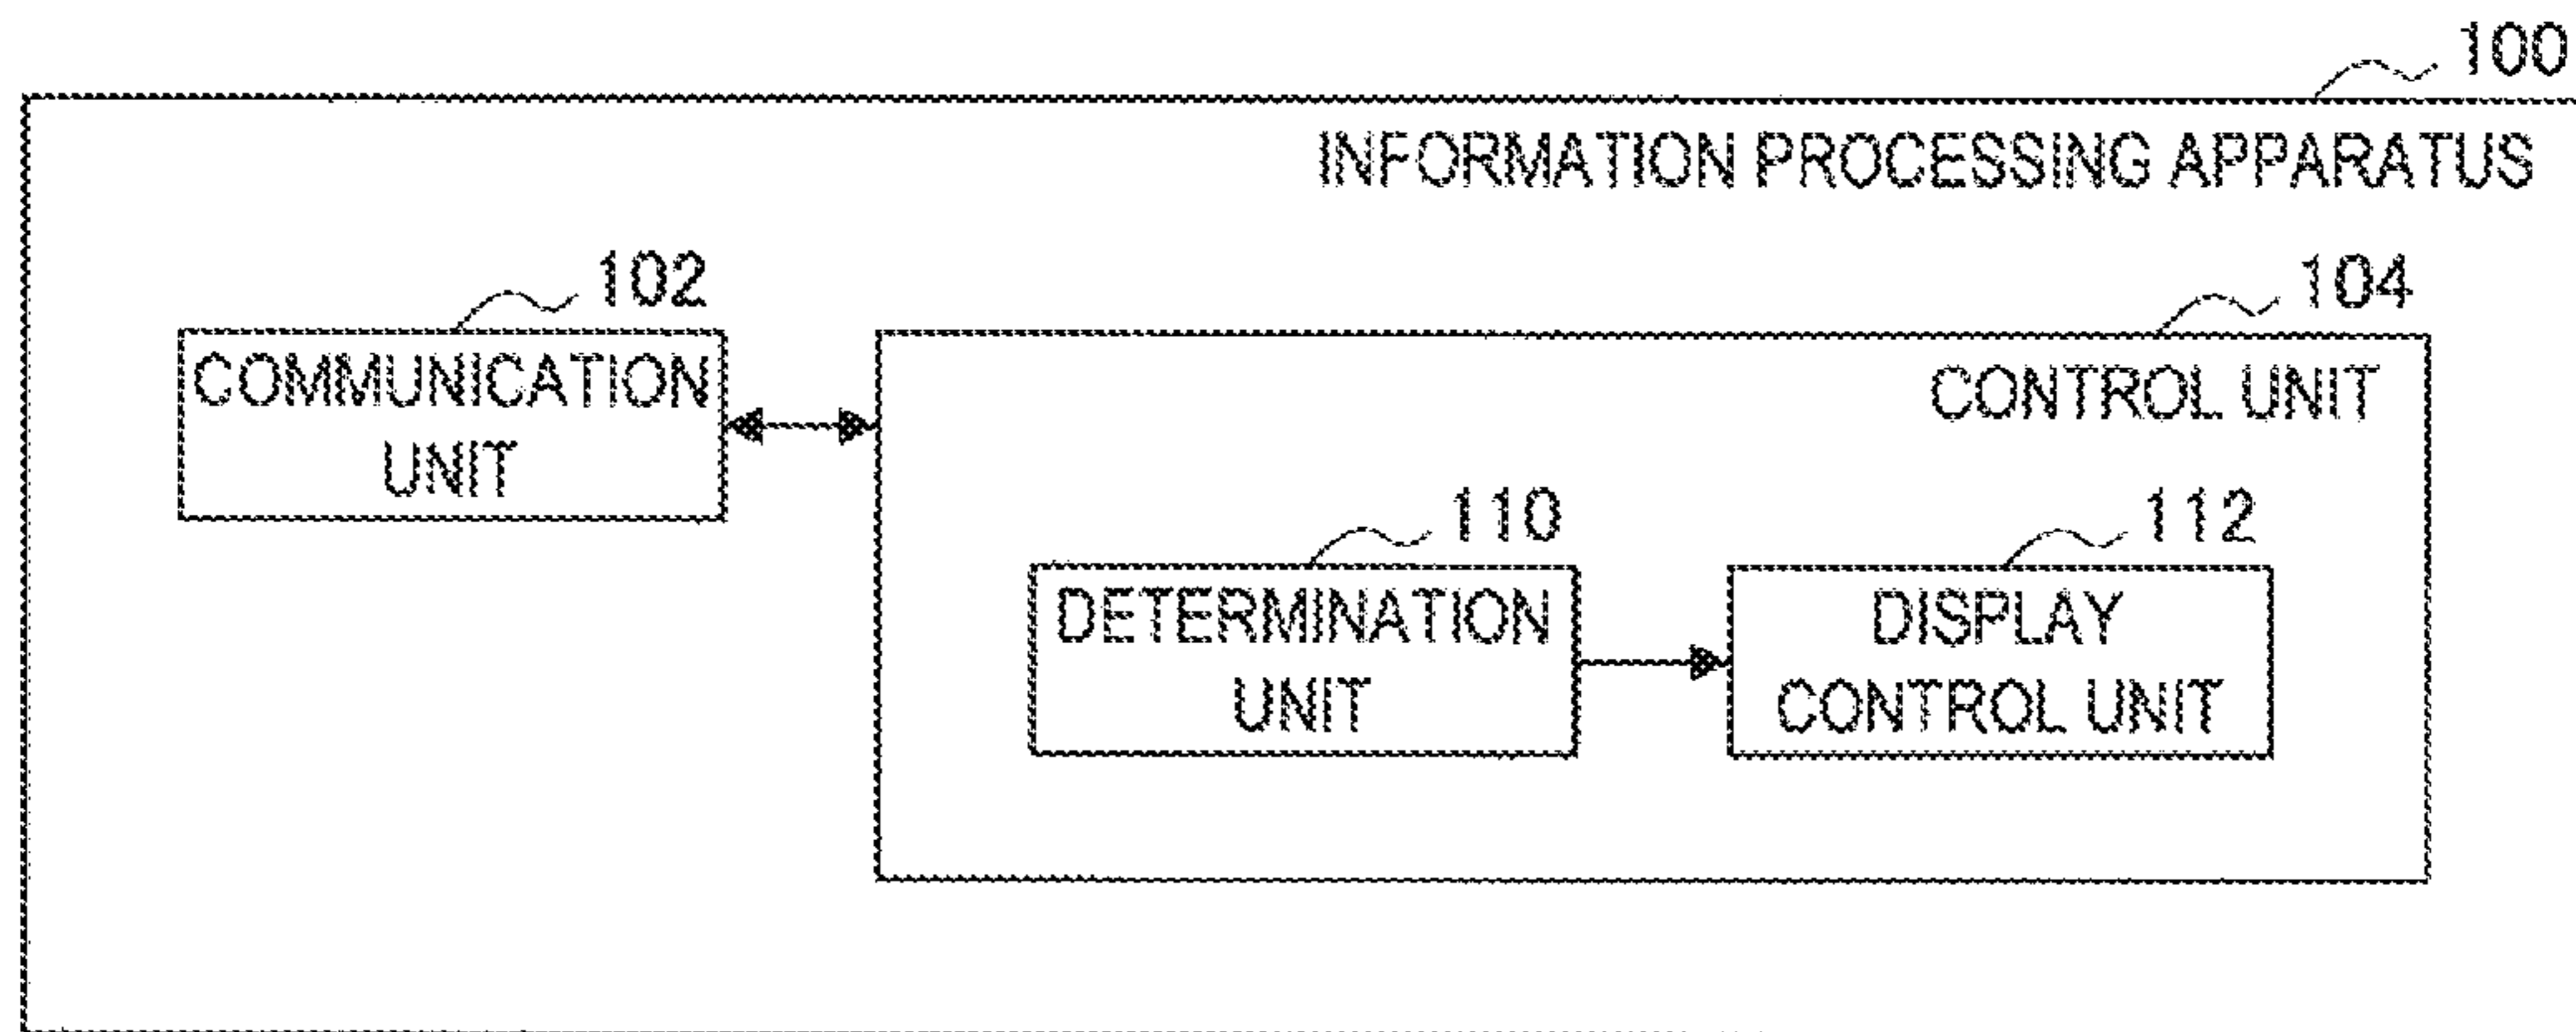 100
INFORMATION PROCESSING APPARATUS
102
104
COMMUNICATION
UNIT
CONTROL UNIT
110
112
DETERMINATION
UNIT
DISPLAY
CONTROL UNIT